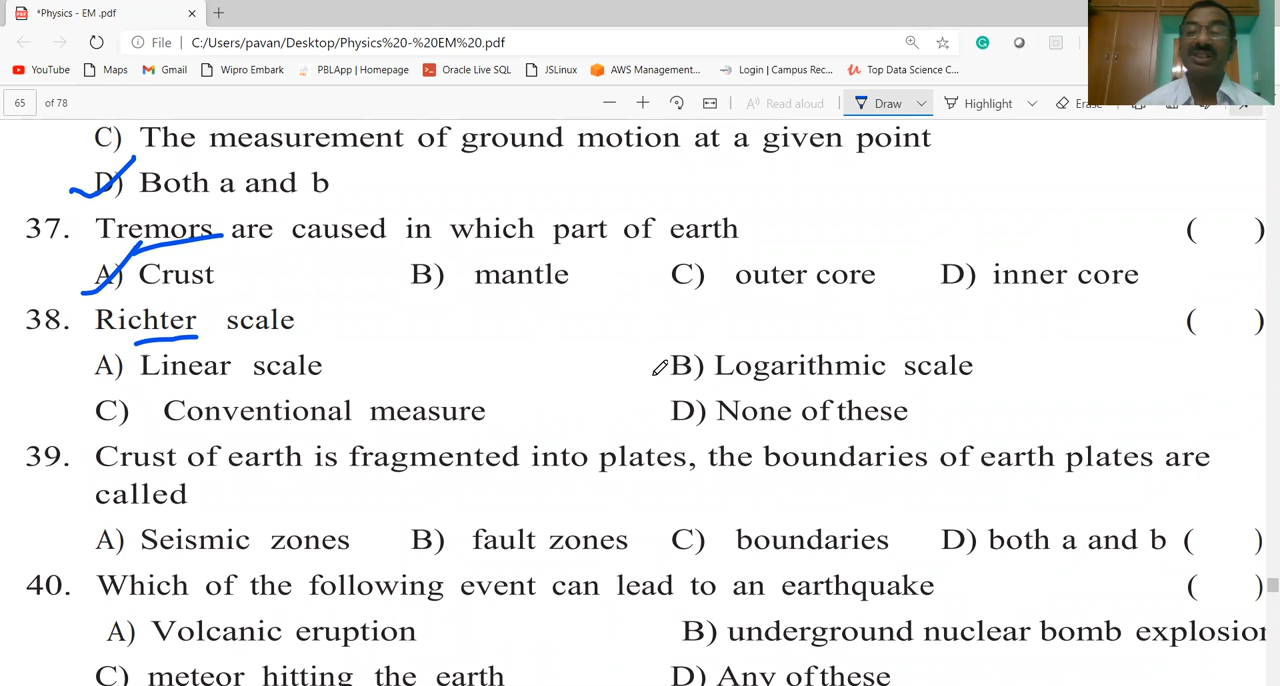 *Physics - EM .pdf
File | C:/Users/pavan/Desktop/Physics%20-%20EM%20.pdf
YouTube Maps Gmail Wipro Embark PBLApp | Homepage Oracle Live SQL JSLinux AWS Management... Login | Campus Rec... Top Data Science C...
65 of 78 Read aloud Draw Highlight Erase
C) The measurement of ground motion at a given point
D) Both a and b
37. Tremors are caused in which part of earth ( )
A) Crust B) mantle C) outer core D) inner core
38. Richter scale ( )
A) Linear scale B) Logarithmic scale
C) Conventional measure D) None of these
39. Crust of earth is fragmented into plates, the boundaries of earth plates are
called
A) Seismic zones B) fault zones C) boundaries D) both a and b ( )
40. Which of the following event can lead to an earthquake ( )
A) Volcanic eruption B) underground nuclear bomb explosion
C) meteor hitting the earth D) Any of these